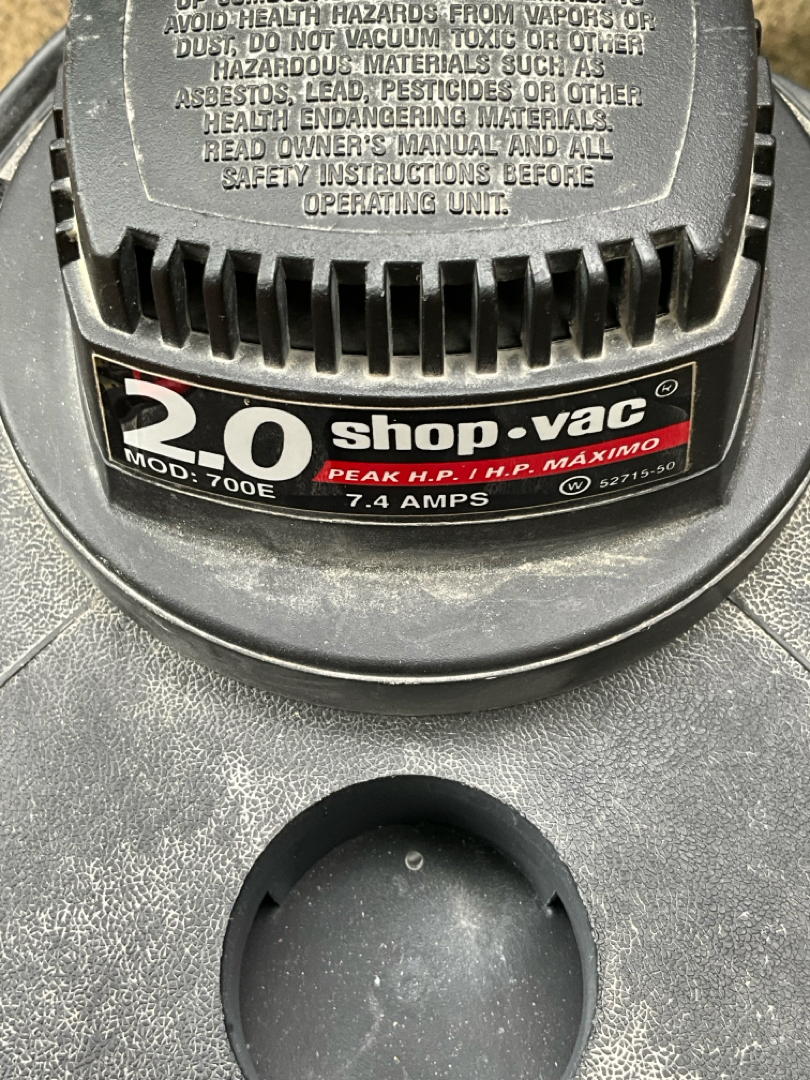 AVOID HEALTH HAZARDS FROM VAPORS OR
DUST, DO NOT VACUUM TOXIC OR OTHER
HAZARDOUS MATERIALS SUCH AS
ASBESTOS, LEAD, PESTICIDES OR OTHER
HEALTH ENDANGERING MATERIALS.
READ OWNER'S MANUAL AND ALL
SAFETY INSTRUCTIONS BEFORE
OPERATING UNIT.
2.0 shop•vac
PEAK H.P. / H.P. MÁXIMO
MOD: 700E 7.4 AMPS W 52715-50